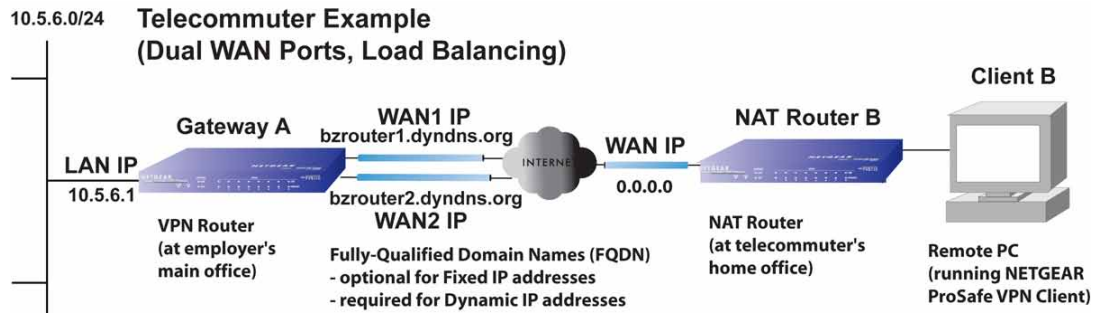 10.5.6.0/24
Telecommuter Example
(Dual WAN Ports, Load Balancing)
Client B
Gateway A
WAN1 IP
bzrouter1.dyndns.org
NAT Router B
WAN IP
INTERNE
LAN IP
10.5.6.1
NETGEAR
0.0.0.0
bzrouter2.dyndns.org
WAN2 IP
VPN Router
(at employer's
main office)
Fully-Qualified Domain Names (FQDN)
- optional for Fixed IP addresses
- required for Dynamic IP addresses
NAT Router
(at telecommuter's
home office)
Remote PC
(running NETGEAR
ProSafe VPN Client)